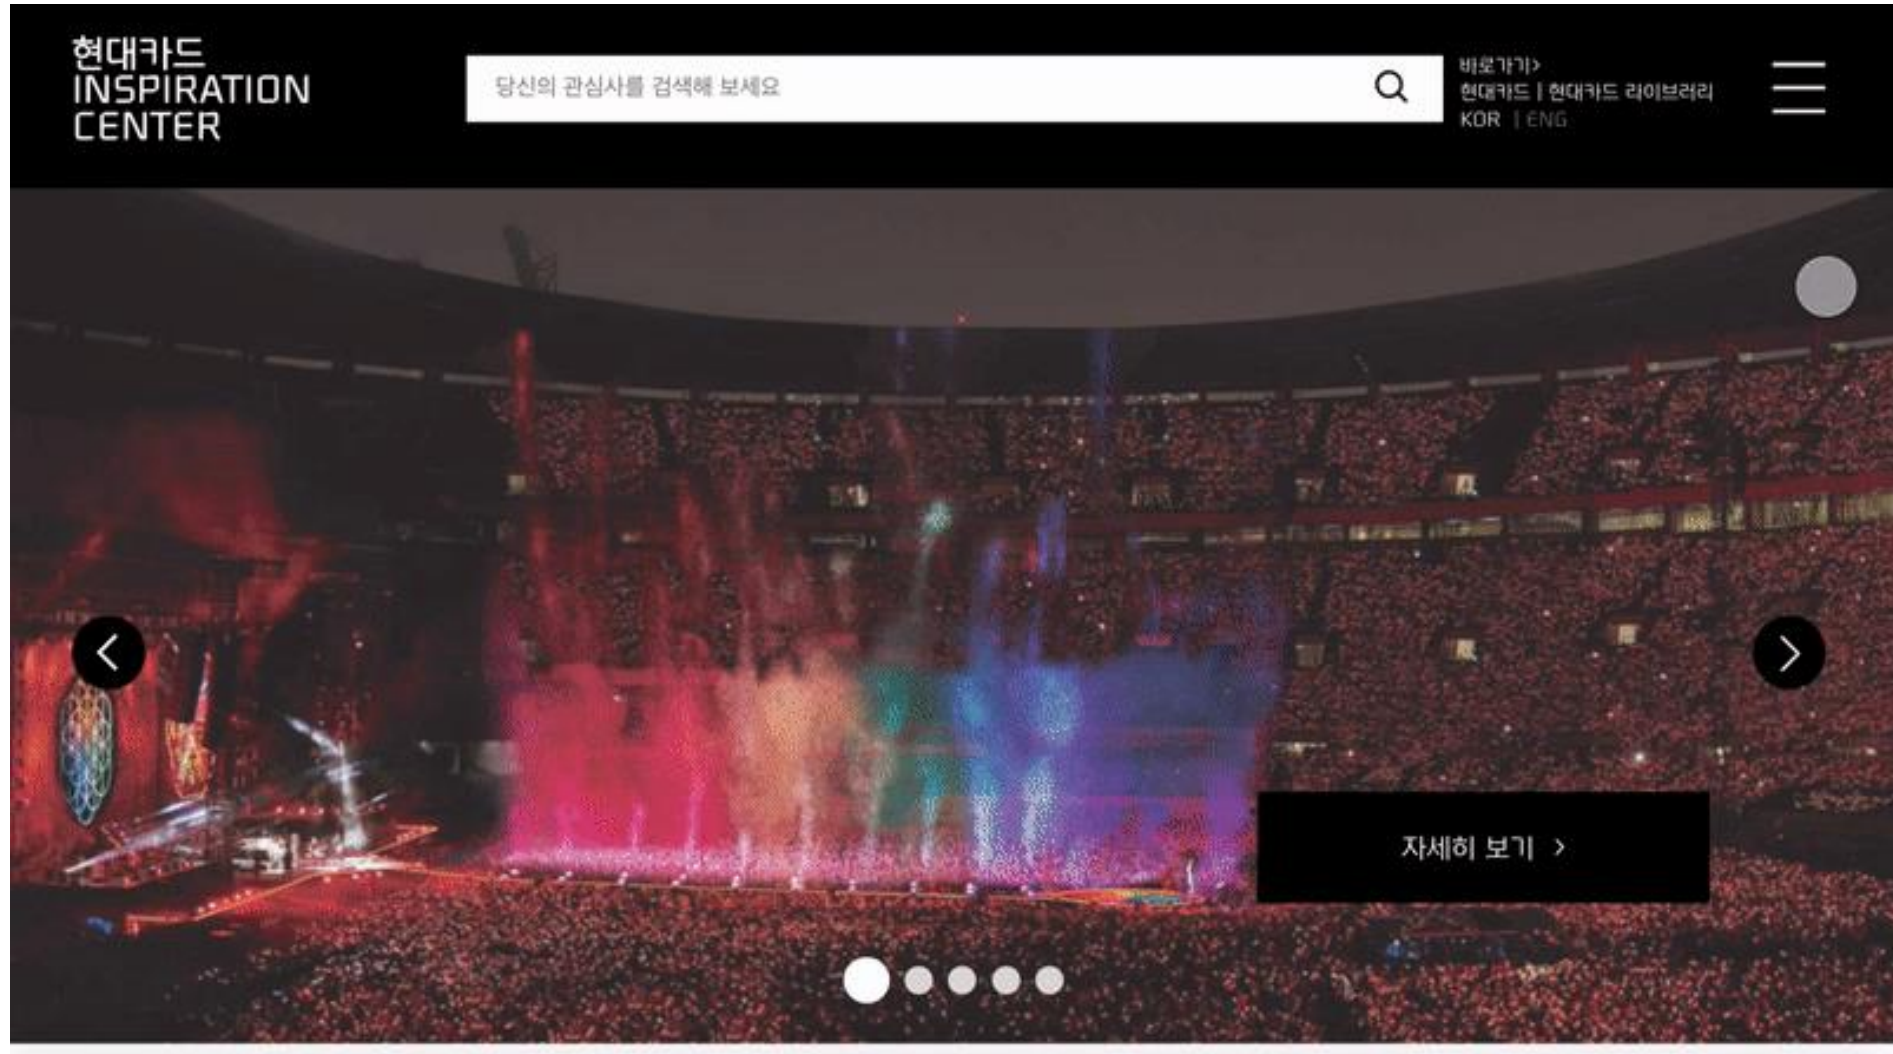 현대카드
INSPIRATION
CENTER
당신의 관심사를 검색해 보세요
바로가기>
현대카드 | 현대카드 라이브러리
KOR | ENG
자세히 보기 >